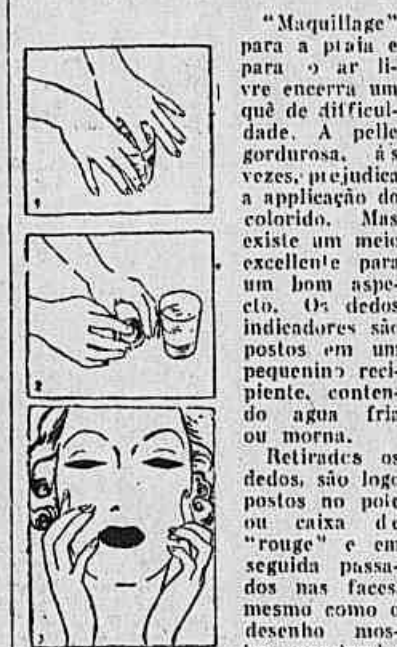 "Maquillage"
para a praia e
para o ar li-
vre encerra um
quê de difficul-
dade. A pelle
gordurosa, ás
vezes, prejudica
a applicação do
colorido. Mas
existe um meio
excellente para
um bom aspe-
cto. Os dedos
indicadores são
postos em um
pequenino reci-
piente, conten-
do agua fria
ou morna.
Retirados os
dedos, são logo
postos no pote
ou caixa de
"rouge" e em
seguida passa-
dos nas faces
mesmo como o
desenho mos-
1
2
3